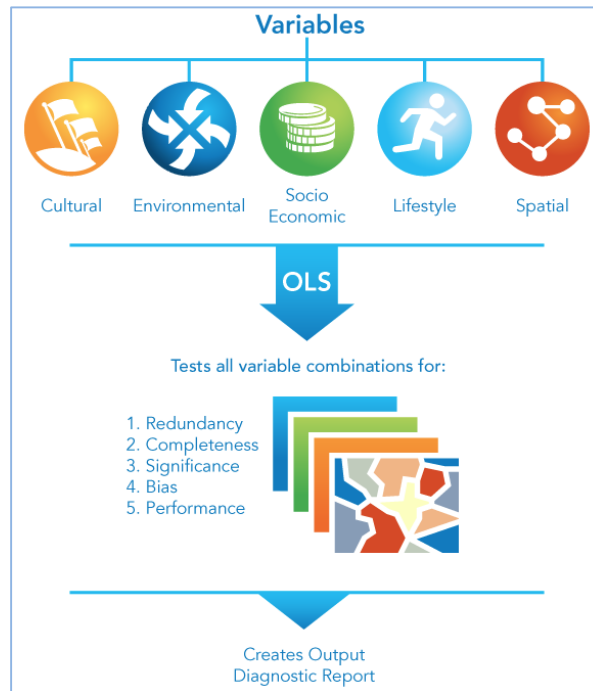 Variables
Cultural
Environmental
Socio
Economic
Lifestyle
Spatial
OLS
Tests all variable combinations for:
1. Redundancy
2. Completeness
3. Significance
4. Bias
5. Performance
Creates Output
Diagnostic Report